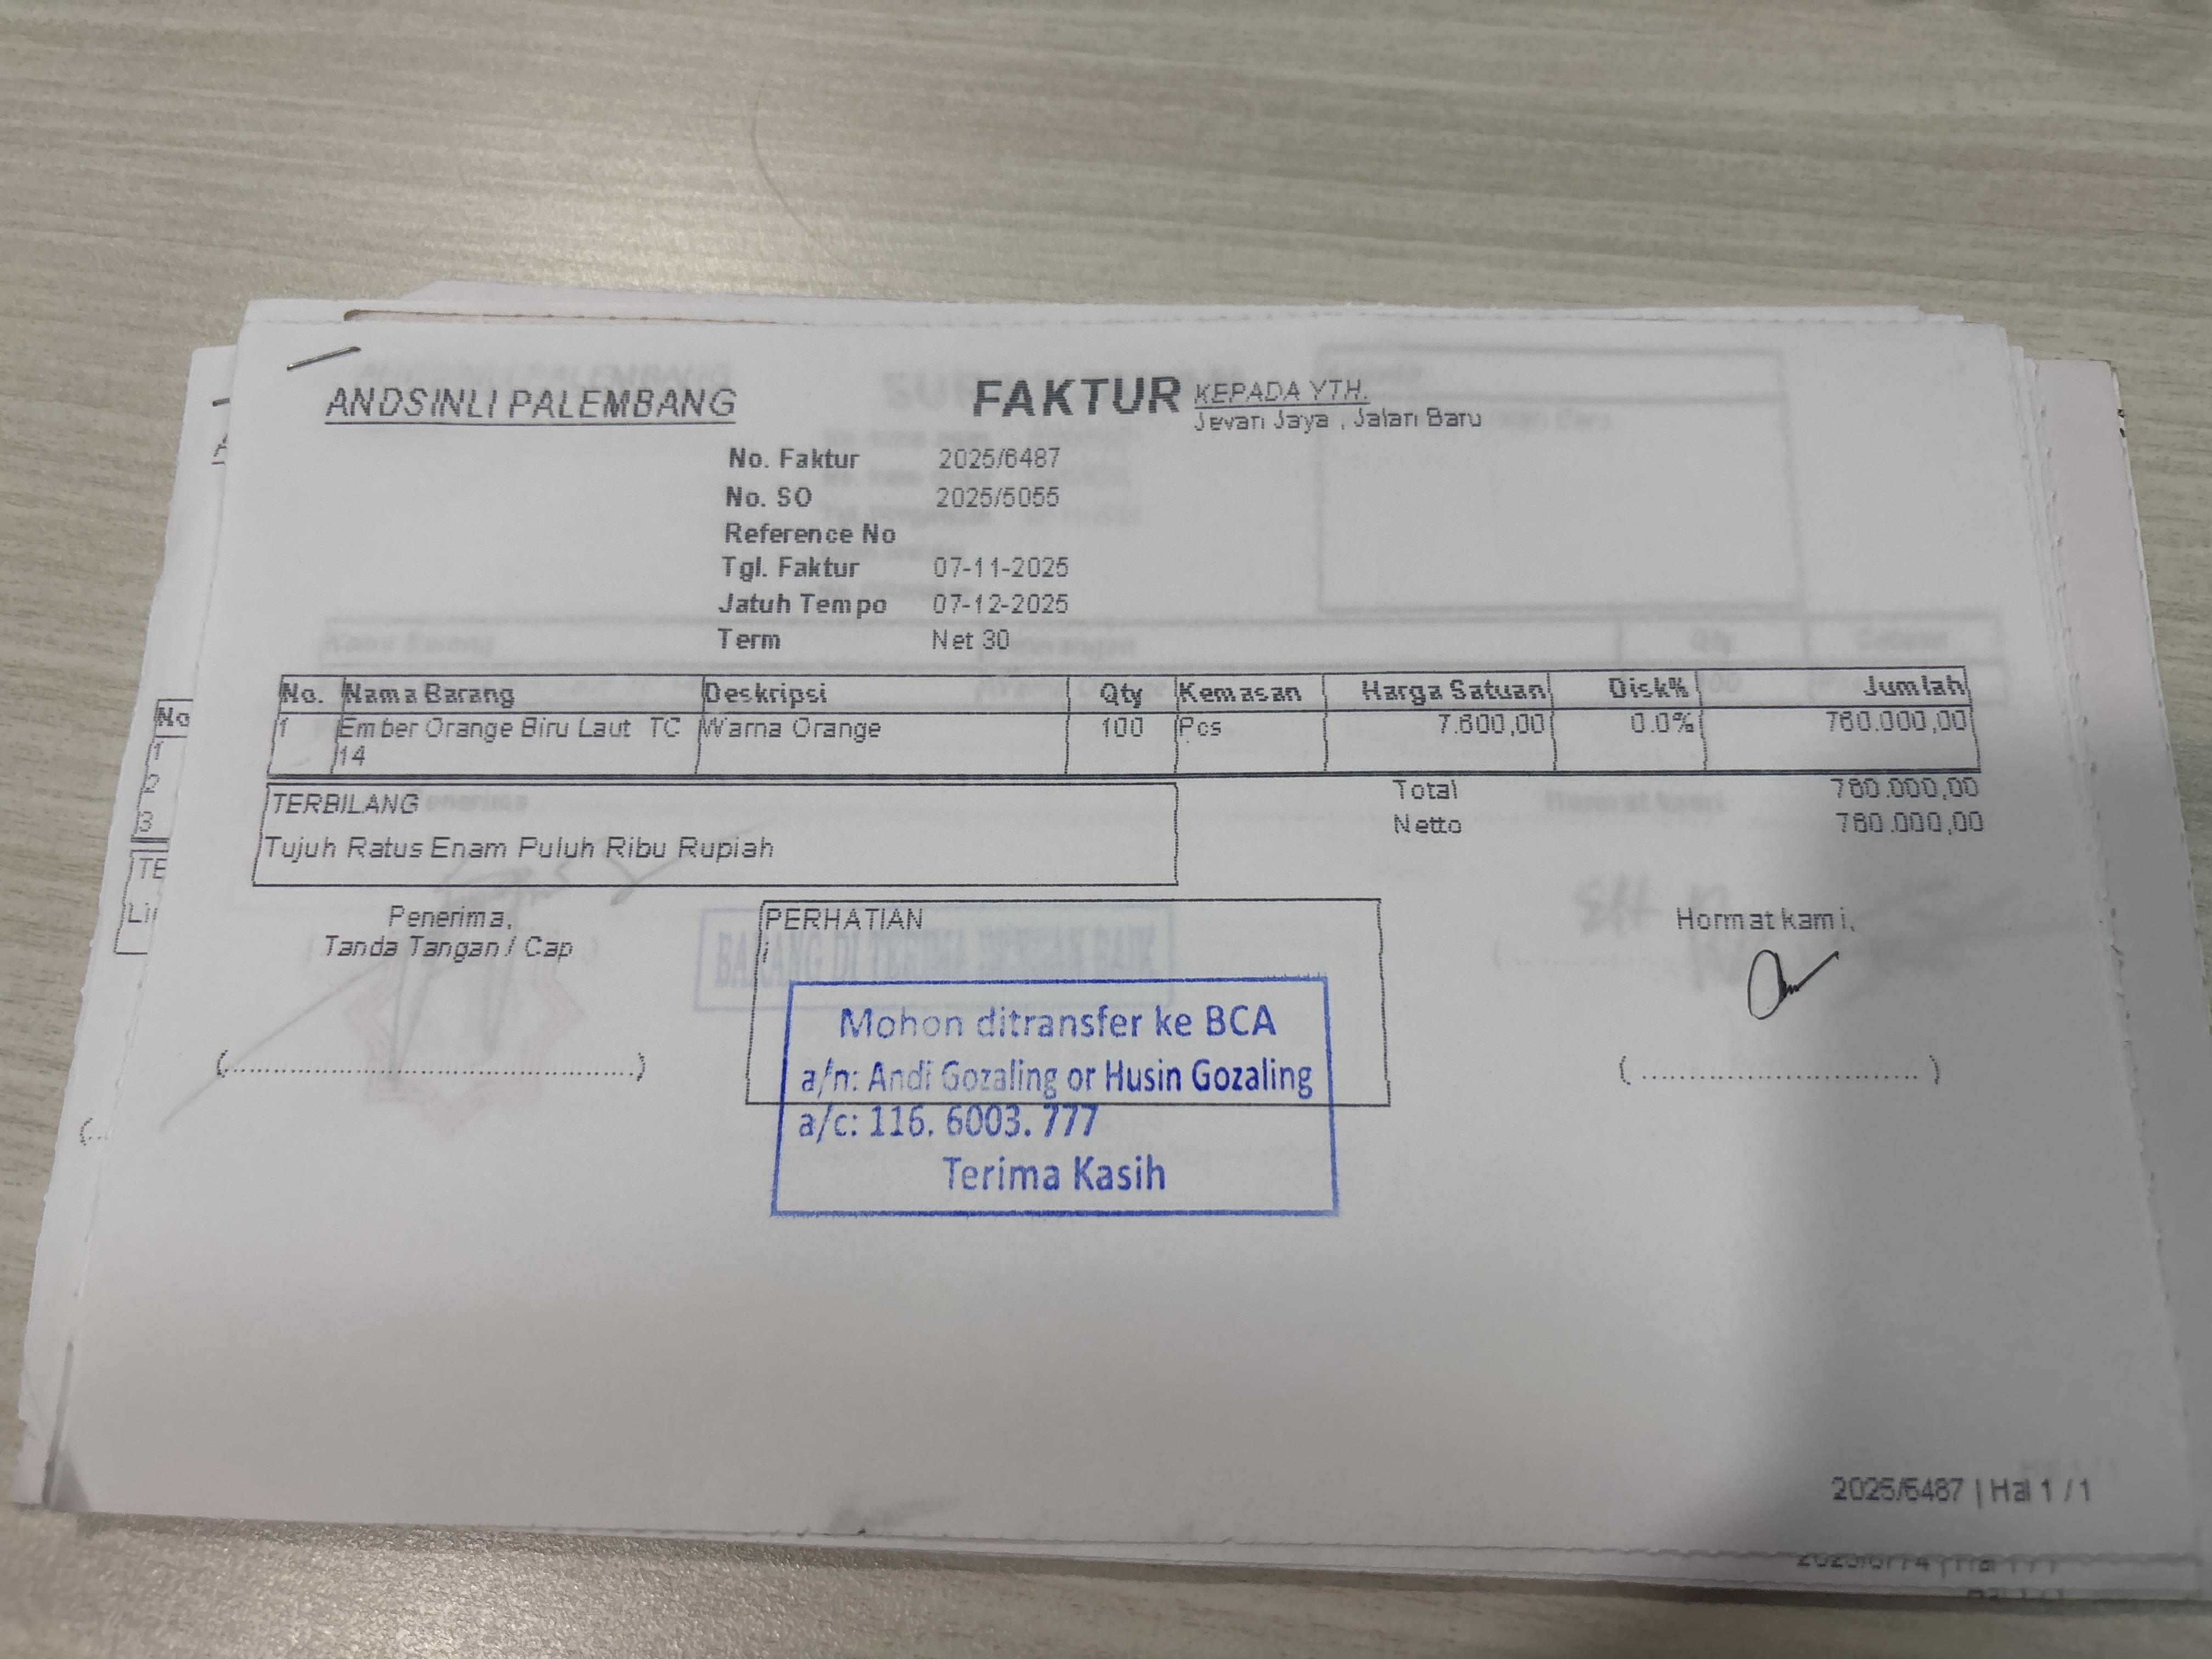 ANDSINLI PALEMBANG
FAKTUR
KEPADA YTH.
Jevan Jaya , Jalan Baru
No. Faktur 2025/6487
No. SO 2025/5055
Reference No
Tgl. Faktur 07-11-2025
Jatuh Tempo 07-12-2025
Term Net 30
No. Nama Barang Deskripsi Qty Kemasan Harga Satuan Disk% Jumlah
1 Ember Orange Biru Laut TC Warna Orange 100 Pcs 7.600,00 0.0% 760.000,00
14
Total 760.000,00
Netto 760.000,00
TERBILANG
Tujuh Ratus Enam Puluh Ribu Rupiah
Penerima,
Tanda Tangan / Cap
(............................................)
PERHATIAN
i
Mohon ditransfer ke BCA
a/n: Andi Gozaling or Husin Gozaling
a/c: 116. 6003. 777
Terima Kasih
Hormat kami,
( .............................. )
2025/6487 | Hal 1 / 1
No
1
2
3
TE